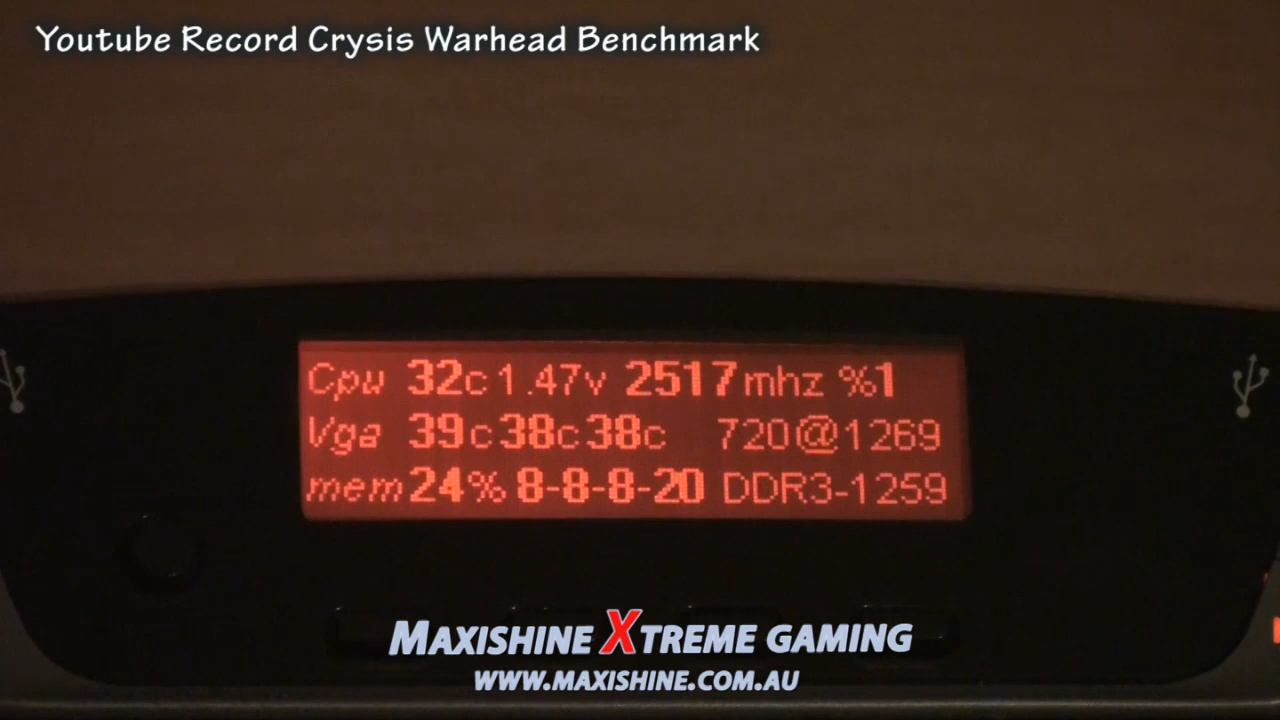 Youtube Record Crysis Warhead Benchmark
Cpu 32c 1.47v 2517mhz %1
Vga 39c 38c 38c 720@1269
mem 24% 8-8-8-20 DDR3-1259
MAXISHINE XTREME GAMING
WWW.MAXISHINE.COM.AU